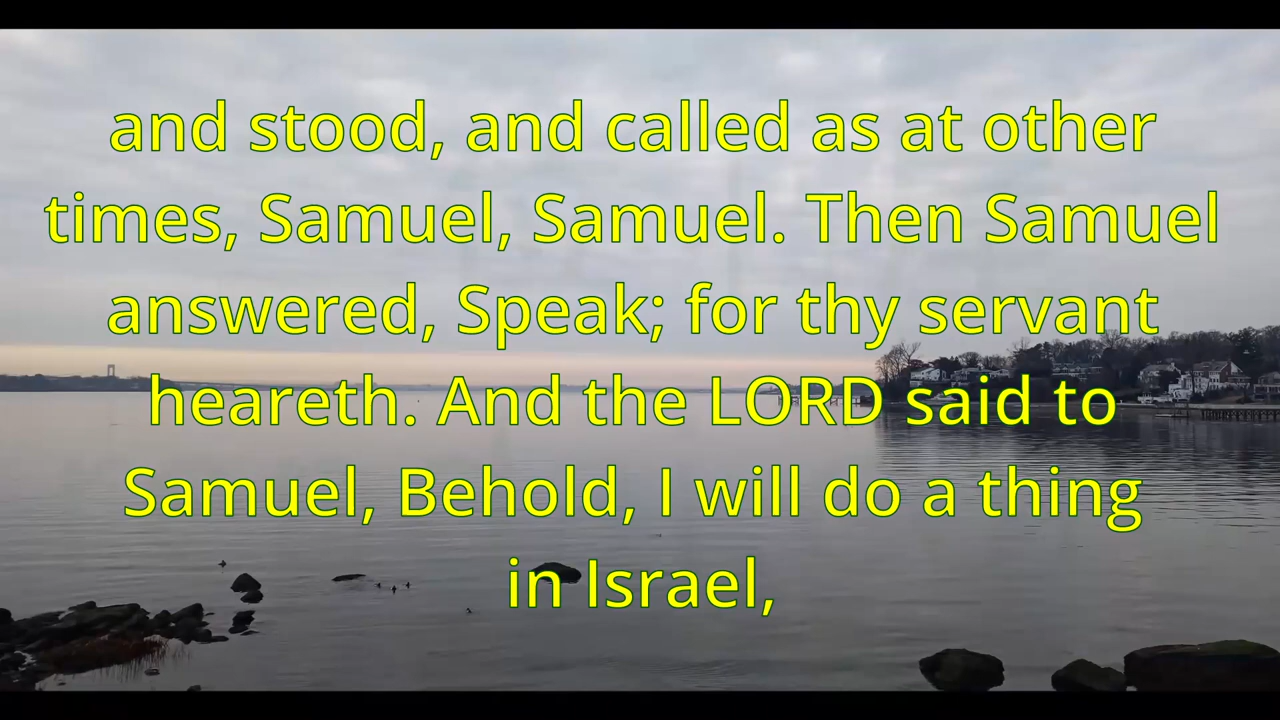 and stood, and called as at other
times, Samuel, Samuel. Then Samuel
answered, Speak; for thy servant
heareth. And the LORD said to
Samuel, Behold, I will do a thing
in Israel,